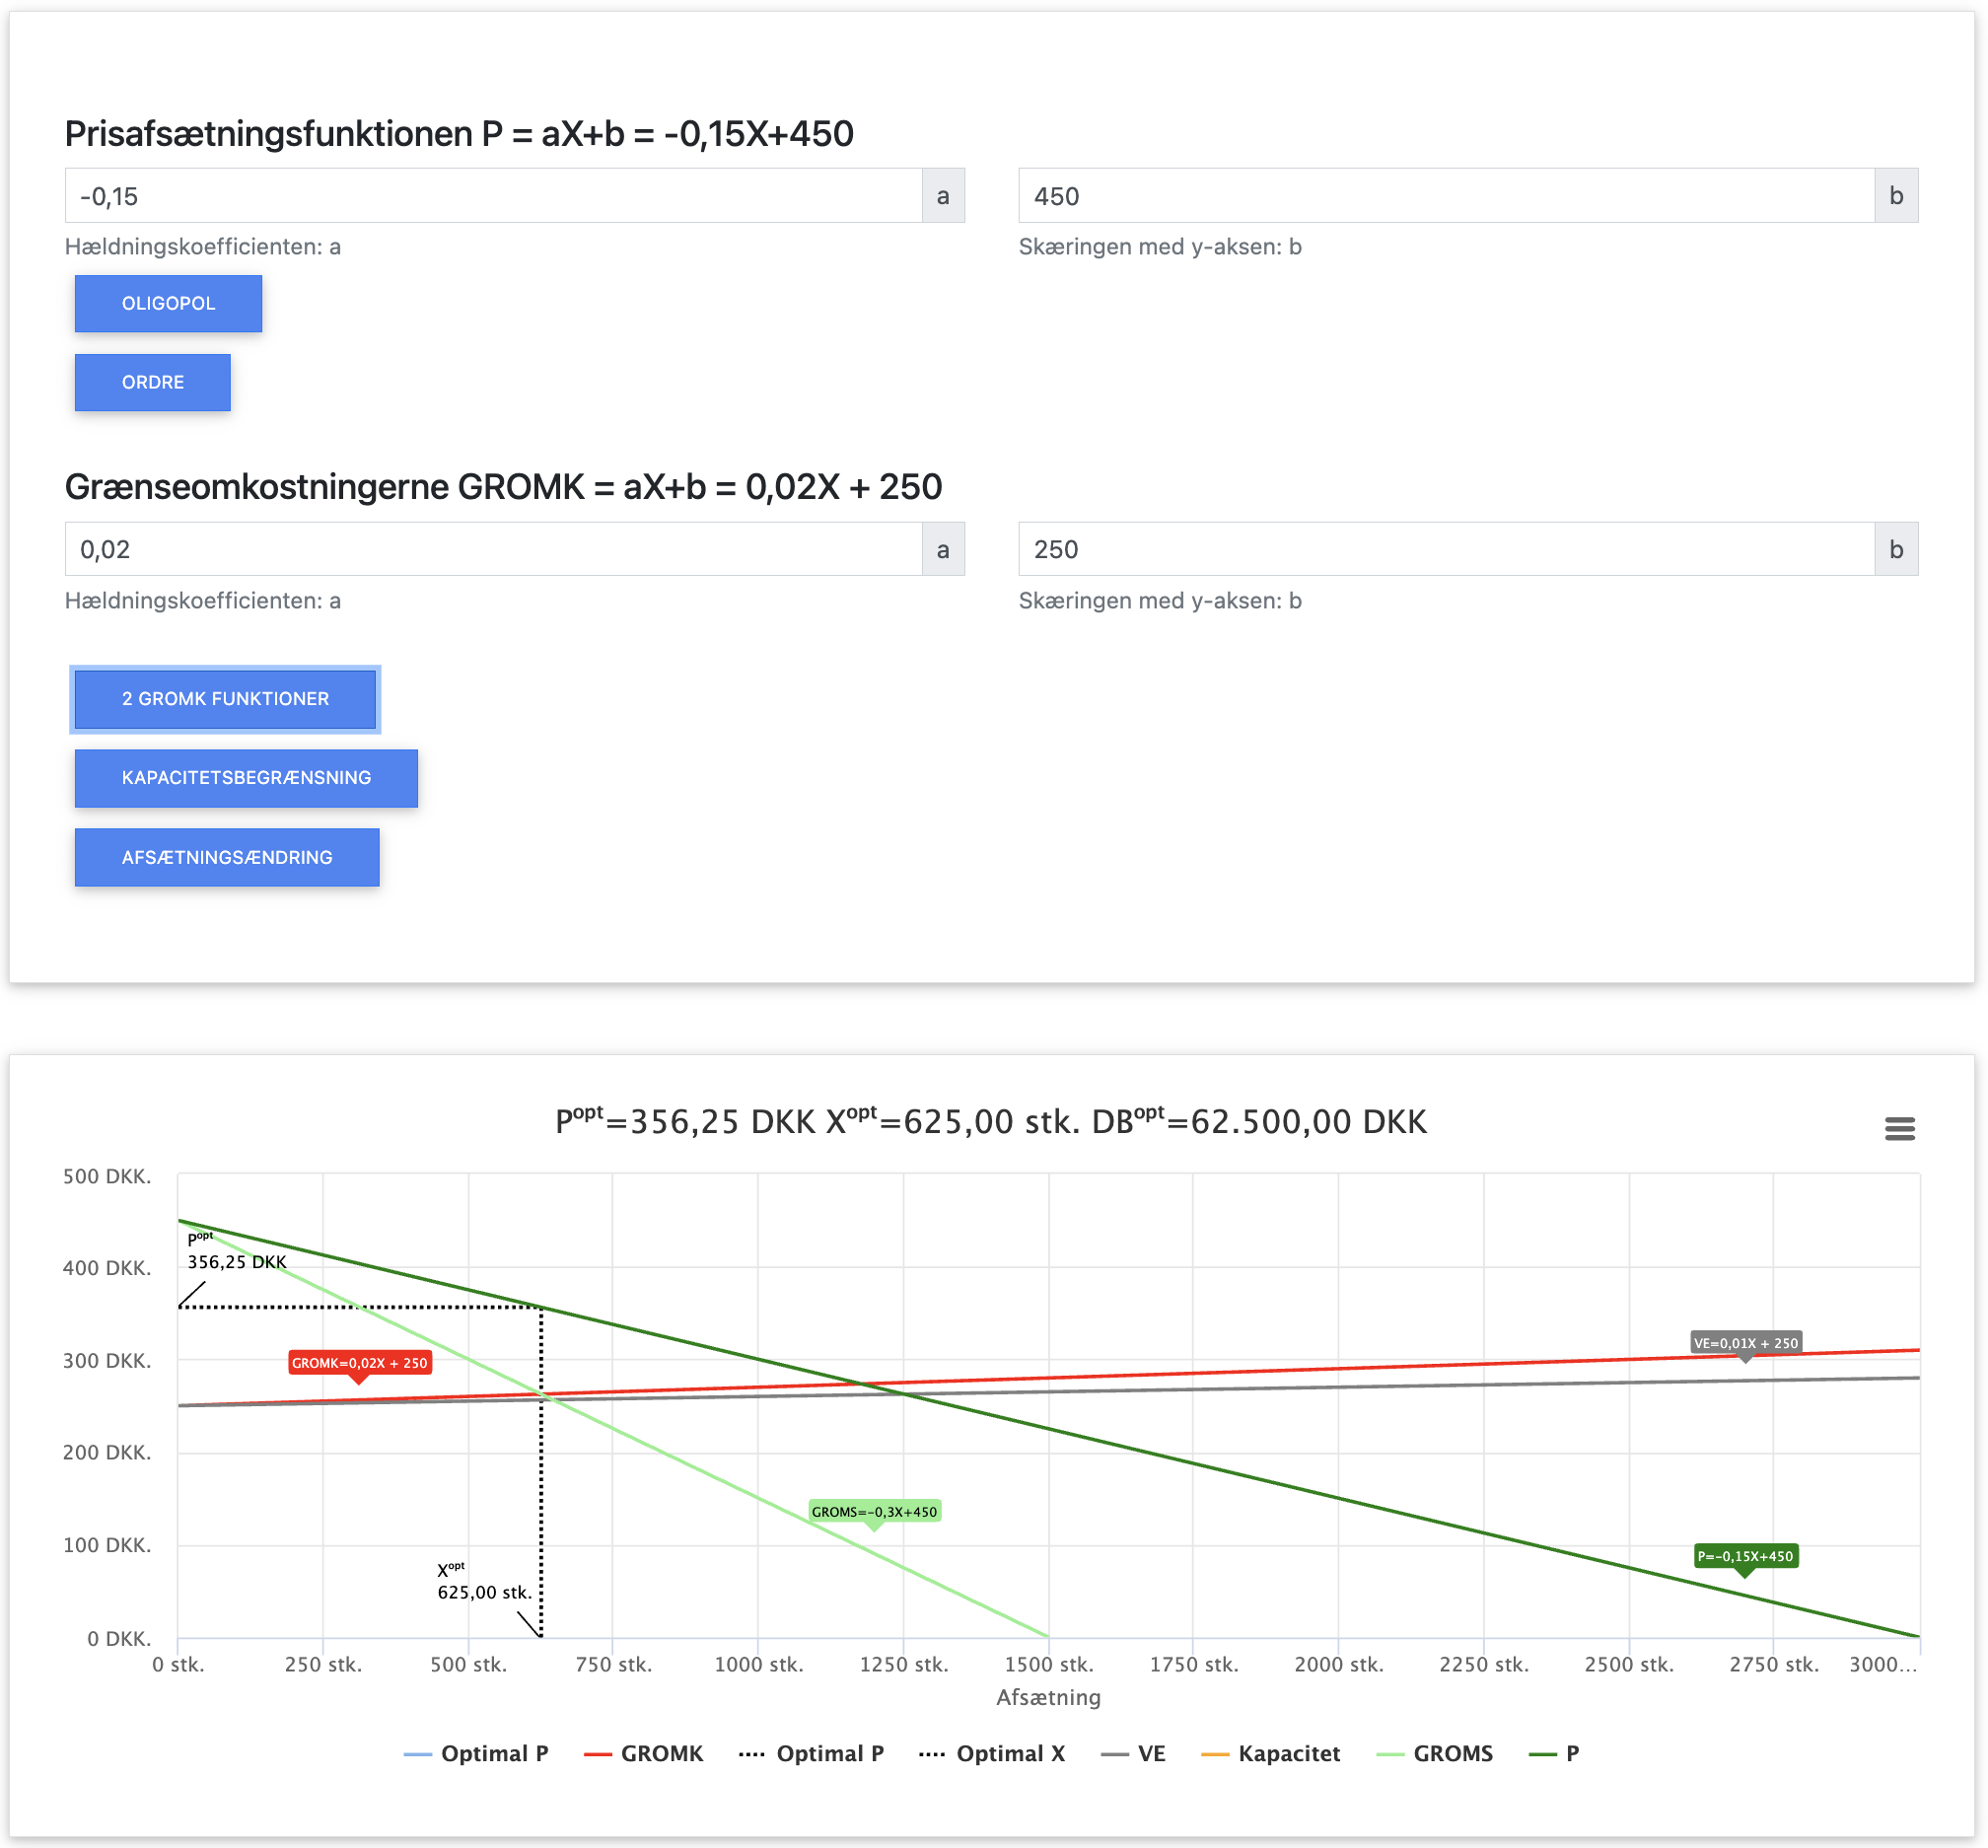 Prisafsætningsfunktionen P = aX+b = -0,15X+450
-0,15 a 450 b
Hældningskoefficienten: a Skæringen med y-aksen: b
OLIGOPOL
ORDRE
Grænseomkostningerne GROMK = aX+b = 0,02X + 250
0,02 a 250 b
Hældningskoefficienten: a Skæringen med y-aksen: b
2 GROMK FUNKTIONER
KAPACITETSBEGRÆNSNING
AFSÆTNINGSÆNDRING
Pᵒᵖᵗ=356,25 DKK Xᵒᵖᵗ=625,00 stk. DBᵒᵖᵗ=62.500,00 DKK
500 DKK.
Pᵒᵖᵗ
356,25 DKK
400 DKK.
VE=0,01X + 250
300 DKK.
GROMK=0,02X + 250
200 DKK.
GROMS=-0,3X+450
100 DKK.
P=-0,15X+450
Xᵒᵖᵗ
625,00 stk.
0 DKK.
0 stk. 250 stk. 500 stk. 750 stk. 1000 stk. 1250 stk. 1500 stk. 1750 stk. 2000 stk. 2250 stk. 2500 stk. 2750 stk. 3000...
Afsætning
Optimal P GROMK Optimal P Optimal X VE Kapacitet GROMS P